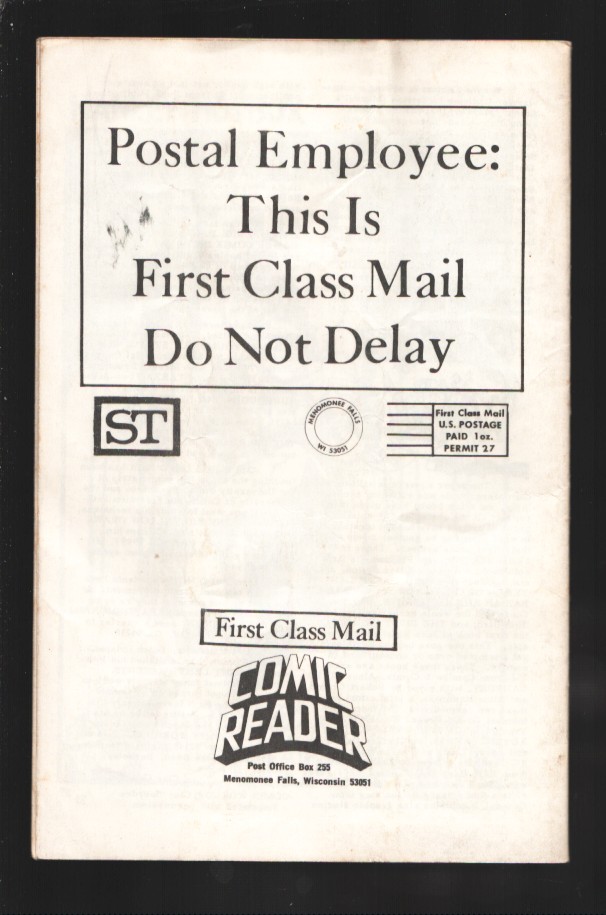 Postal Employee:
This Is
First Class Mail
Do Not Delay
ST
MENOMONEE FALLS
WI 53051
First Class Mail
U.S. POSTAGE
PAID 1oz.
PERMIT 27
First Class Mail
COMIC
READER
Post Office Box 255
Menomonee Falls, Wisconsin 53051